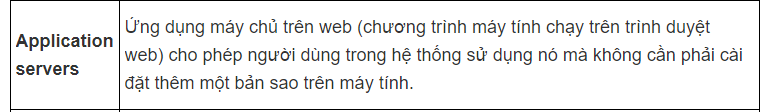 Application
servers
Ứng dụng máy chủ trên web (chương trình máy tính chạy trên trình duyệt
web) cho phép người dùng trong hệ thống sử dụng nó mà không cần phải cài
đặt thêm một bản sao trên máy tính.